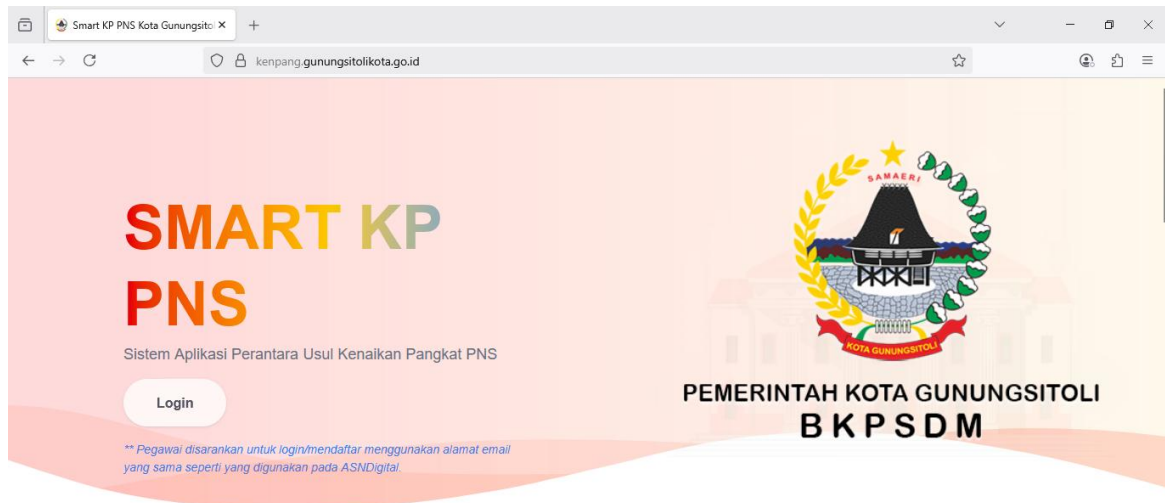 Smart KP PNS Kota Gunungsito
kenpang.gunungsitolikota.go.id
SMART KP
PNS
Sistem Aplikasi Perantara Usul Kenaikan Pangkat PNS
Login
** Pegawai disarankan untuk login/mendaftar menggunakan alamat email
yang sama seperti yang digunakan pada ASNDigital.
SAMAERI
KOTA GUNUNGSITOLI
PEMERINTAH KOTA GUNUNGSITOLI
BKPSDM